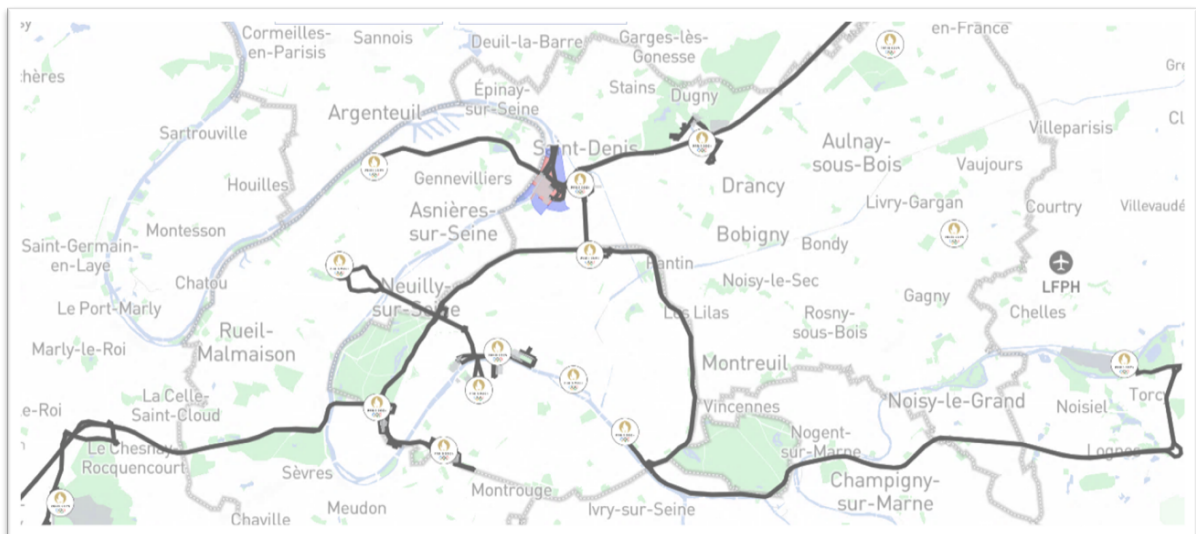 Cormeilles-
en-Parisis
Sannois
Deuil-la-Barre
Garges-lès-
Gonesse
en-France
chères
Stains
Dugny
Épinay-
sur-Seine
Argenteuil
Sartrouville
Saint-Denis
Aulnay-
sous-Bois
Villeparisis
Vaujours
Houilles
Gennevilliers
Drancy
Livry-Gargan
Courtry
Villevaudé
Asnières-
sur-Seine
Montesson
Bobigny
Bondy
Saint-Germain-
en-Laye
Chatou
Pantin
Noisy-le-Sec
LFPH
Neuilly-
sur-Seine
Gagny
Le Port-Marly
Les Lilas
Rosny-
sous-Bois
Chelles
Rueil-
Malmaison
Marly-le-Roi
Montreuil
La Celle-
Saint-Cloud
e-Roi
Vincennes
Noisy-le-Grand
Noisiel
Torc
Le Chesnay-
Rocquencourt
Nogent-
sur-Marne
Lognes
Sèvres
Montrouge
Champigny-
sur-Marne
Meudon
Ivry-sur-Seine
Chaville